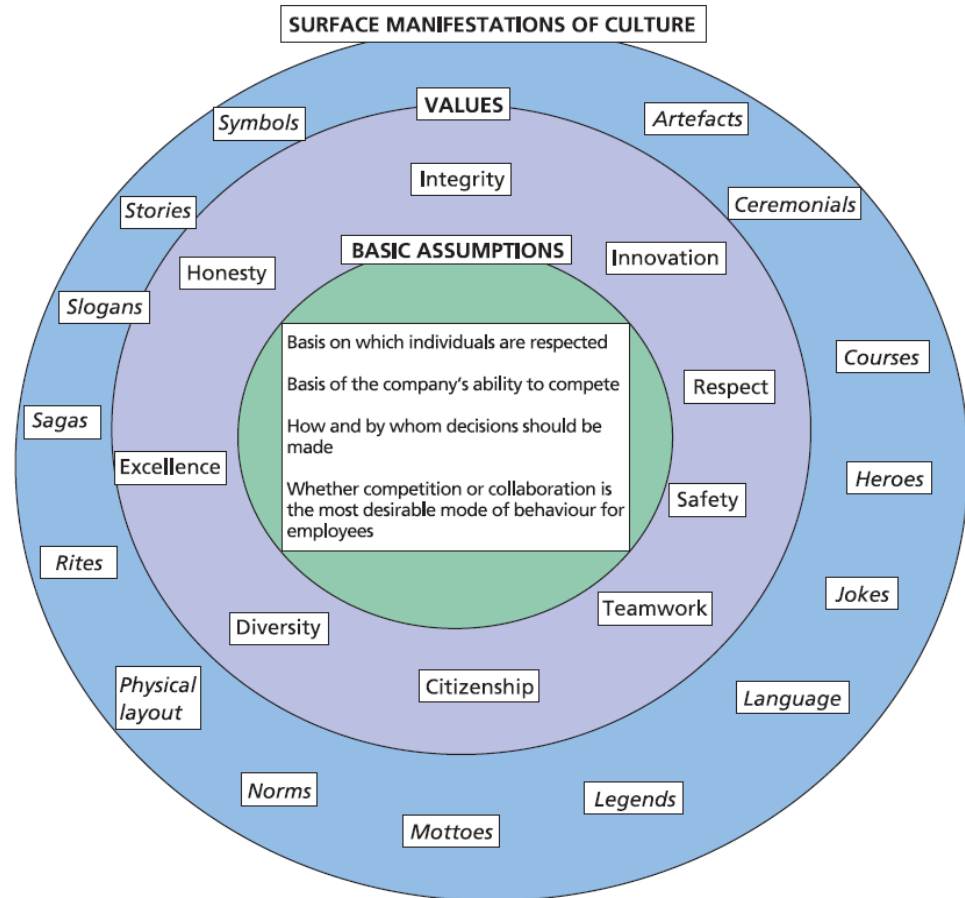 SURFACE MANIFESTATIONS OF CULTURE
VALUES
Artefacts
Symbols
Integrity
Ceremonials
Stories
BASIC ASSUMPTIONS
Innovation
Honesty
Slogans
Basis on which individuals are respected
Courses
Basis of the company's ability to compete
Respect
Sagas
How and by whom decisions should be
made
Excellence
Heroes
Whether competition or collaboration is
the most desirable mode of behaviour for
employees
Safety
Rites
Jokes
Teamwork
Diversity
Citizenship
Physical
layout
Language
Norms
Legends
Mottoes